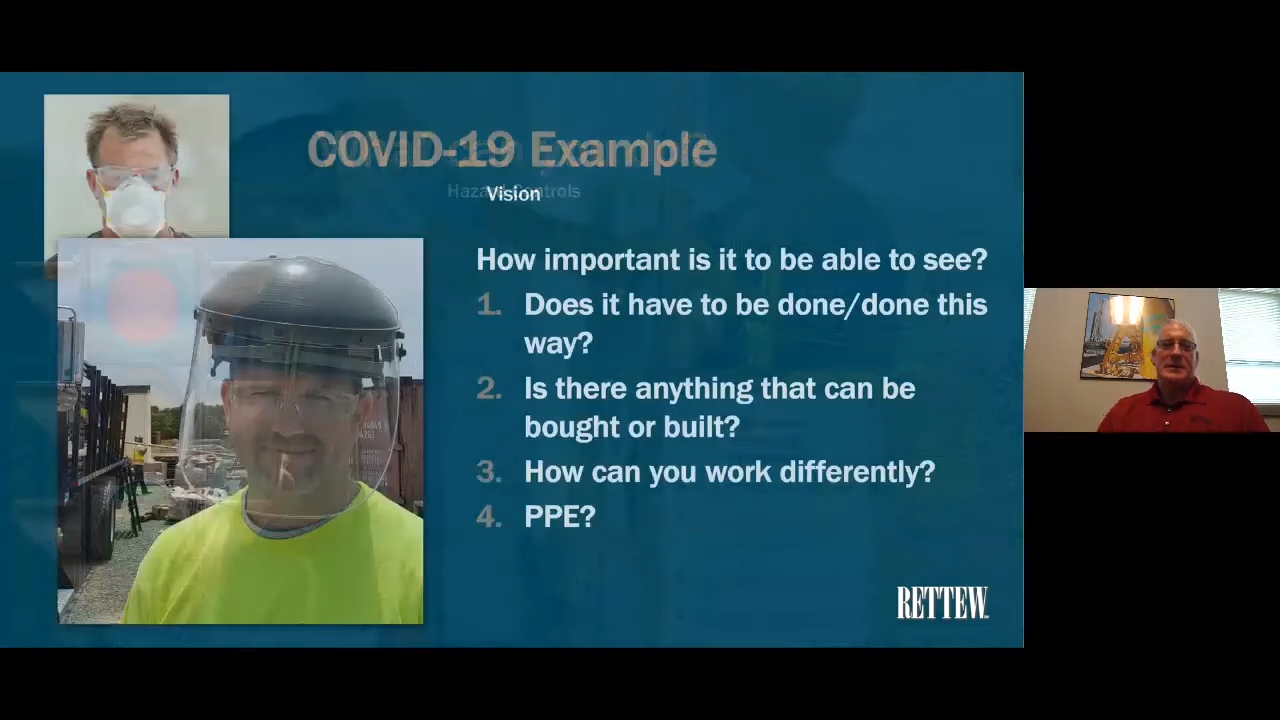 COVID-19 Example
Hazard Controls
Vision
How important is it to be able to see?
1. Does it have to be done/done this
way?
2. Is there anything that can be
bought or built?
3. How can you work differently?
4. PPE?
RETTEW